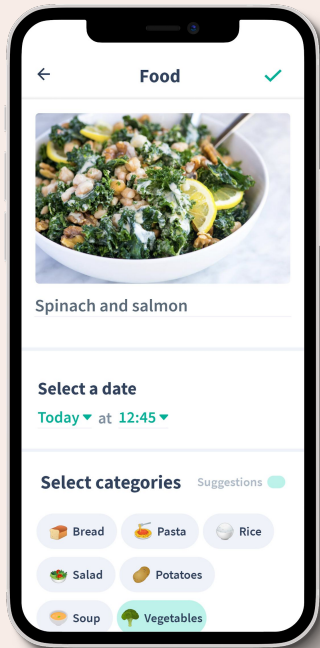 Food
Spinach and salmon
Select a date
Today at 12:45
Select categories Suggestions
Bread Pasta Rice
Salad Potatoes
Soup Vegetables